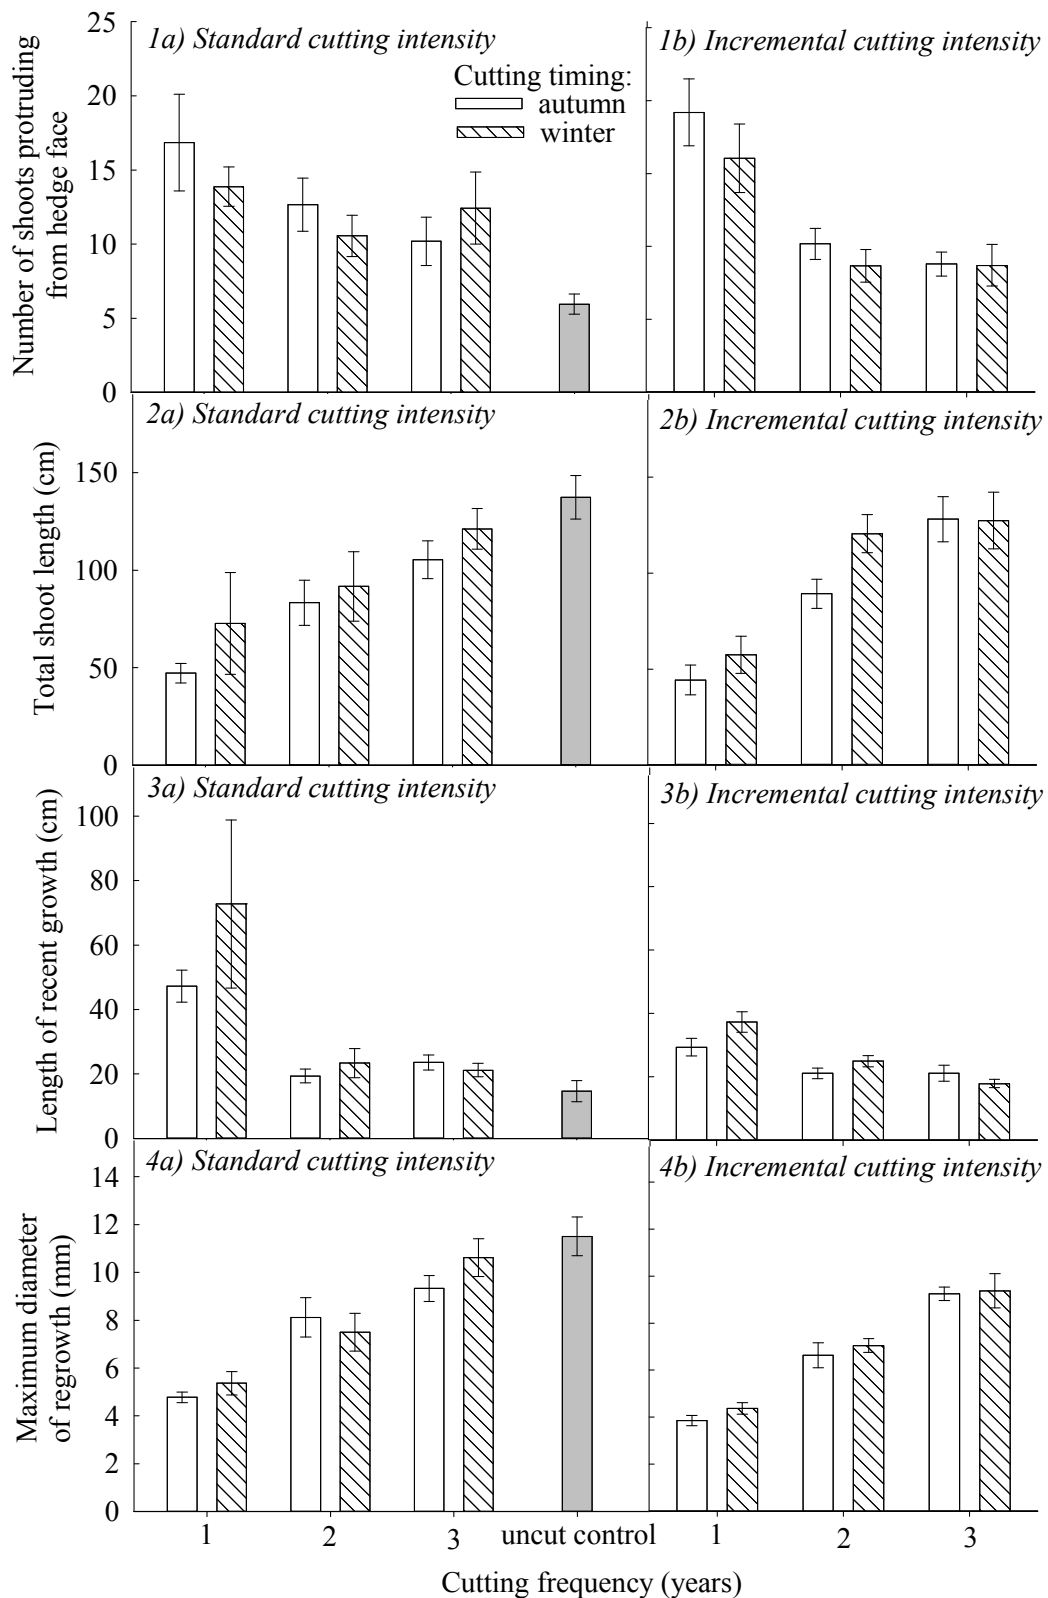 1a) Standard cutting intensity
1b) Incremental cutting intensity
Cutting timing:
autumn
winter
Number of shoots protruding
from hedge face
25
20
15
10
5
0
2a) Standard cutting intensity
2b) Incremental cutting intensity
Total shoot length (cm)
150
100
50
0
3a) Standard cutting intensity
3b) Incremental cutting intensity
Length of recent growth (cm)
100
80
60
40
20
0
4a) Standard cutting intensity
4b) Incremental cutting intensity
Maximum diameter
of regrowth (mm)
14
12
10
8
6
4
2
0
1 2 3 uncut control 1 2 3
Cutting frequency (years)